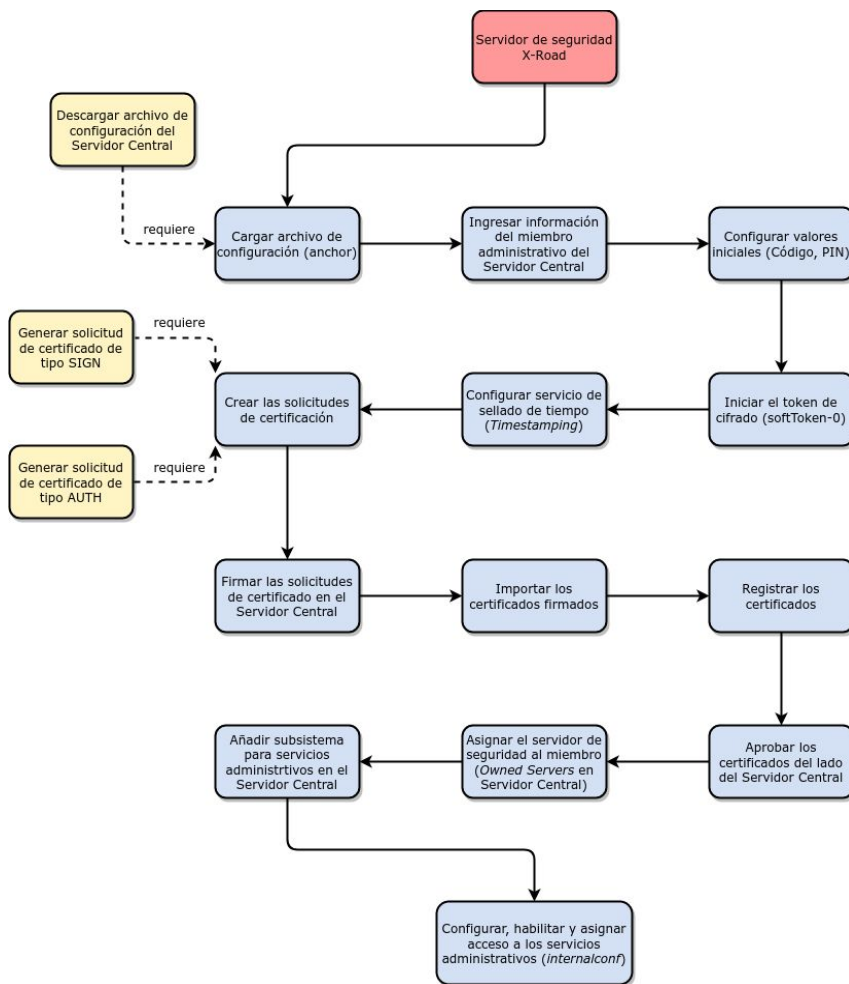 Servidor de seguridad
X-Road
Descargar archivo de
configuración del
Servidor Central
requiere
Cargar archivo de
configuración (anchor)
Ingresar información
del miembro
administrativo del
Servidor Central
Configurar valores
iniciales (Código, PIN)
Generar solicitud
de certificado de
tipo SIGN
requiere
Crear las solicitudes
de certificación
Configurar servicio de
sellado de tiempo
(Timestamping)
Iniciar el token de
cifrado (softToken-0)
Generar solicitud
de certificado de
tipo AUTH
requiere
Firmar las solicitudes
de certificado en el
Servidor Central
Importar los
certificados firmados
Registrar los
certificados
Añadir subsistema
para servicios
administrtivos en el
Servidor Central
Asignar el servidor de
seguridad al miembro
(Owned Servers en
Servidor Central)
Aprobar los
certificados del lado
del Servidor Central
Configurar, habilitar y asignar
acceso a los servicios
administrativos (internalconf)